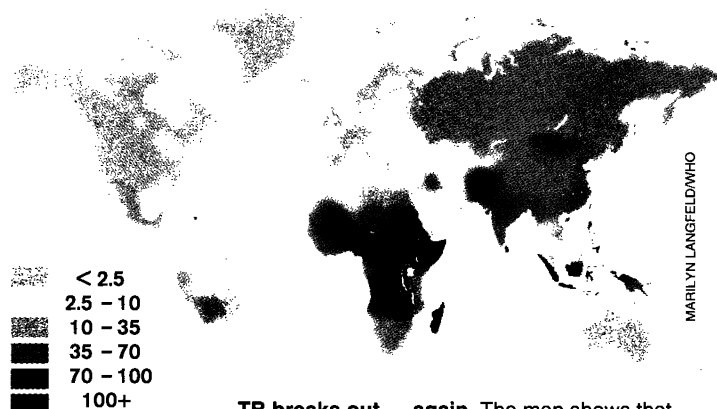 < 2.5
2.5 – 10
10 – 35
35 – 70
70 – 100
100+
MARILYN LANGFELD/WHO
TB breaks out . . . again. The map shows that